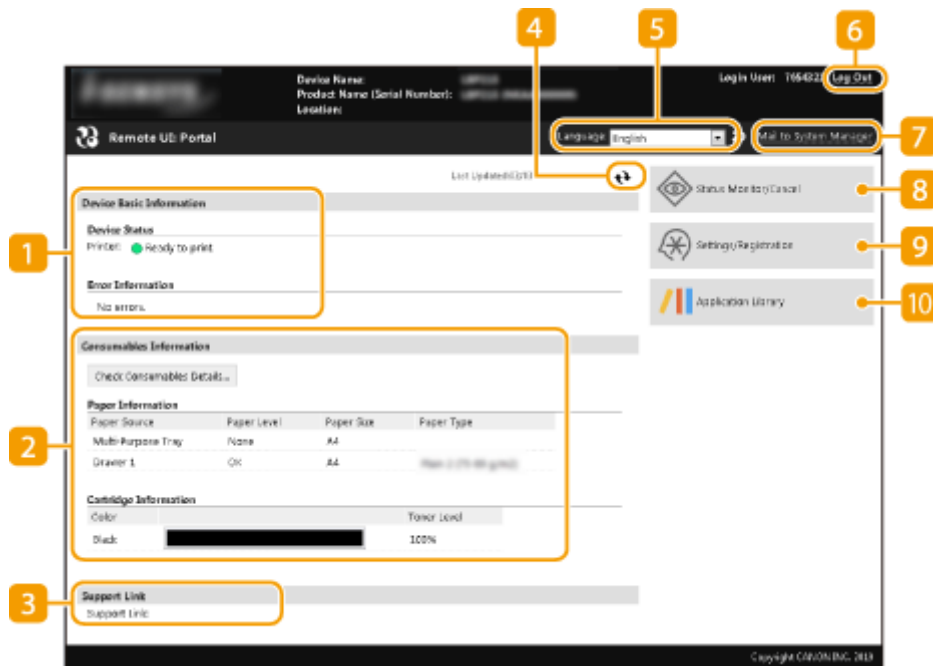 4 5 6
Device Name:
Product Name (Serial Number):
Location:
Login User: Log Out
Remote UI: Portal
Language: English
Mail to System Manager
7
Last Updated:
Device Basic Information
Status Monitor/Cancel
8
Device Status
1
Printer: Ready to print.
Settings/Registration
9
Error Information
No errors.
Application Library
10
Consumables Information
Check Consumables Details...
Paper Information
Paper Source Paper Level Paper Size Paper Type
2
Multi-Purpose Tray None A4
Drawer 1 OK A4
Cartridge Information
Color Toner Level
Black 100%
3
Support Link
Support Link:
Copyright CANON INC.